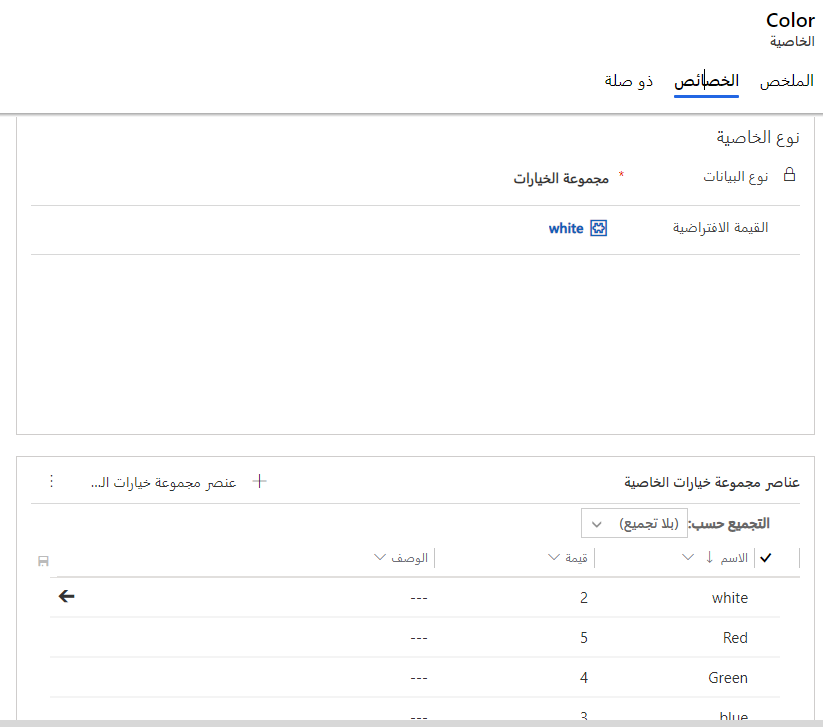 Color
الخاصية
الملخص الخصائص ذو صلة
نوع الخاصية
نوع البيانات * مجموعة الخيارات
القيمة الافتراضية white
عناصر مجموعة خيارات الخاصية + عنصر مجموعة خيارات الـ...
التجميع حسب: (بلا تجميع)
الاسم قيمة الوصف
white 2 ---
Red 5 ---
Green 4 ---
blue 3 ---